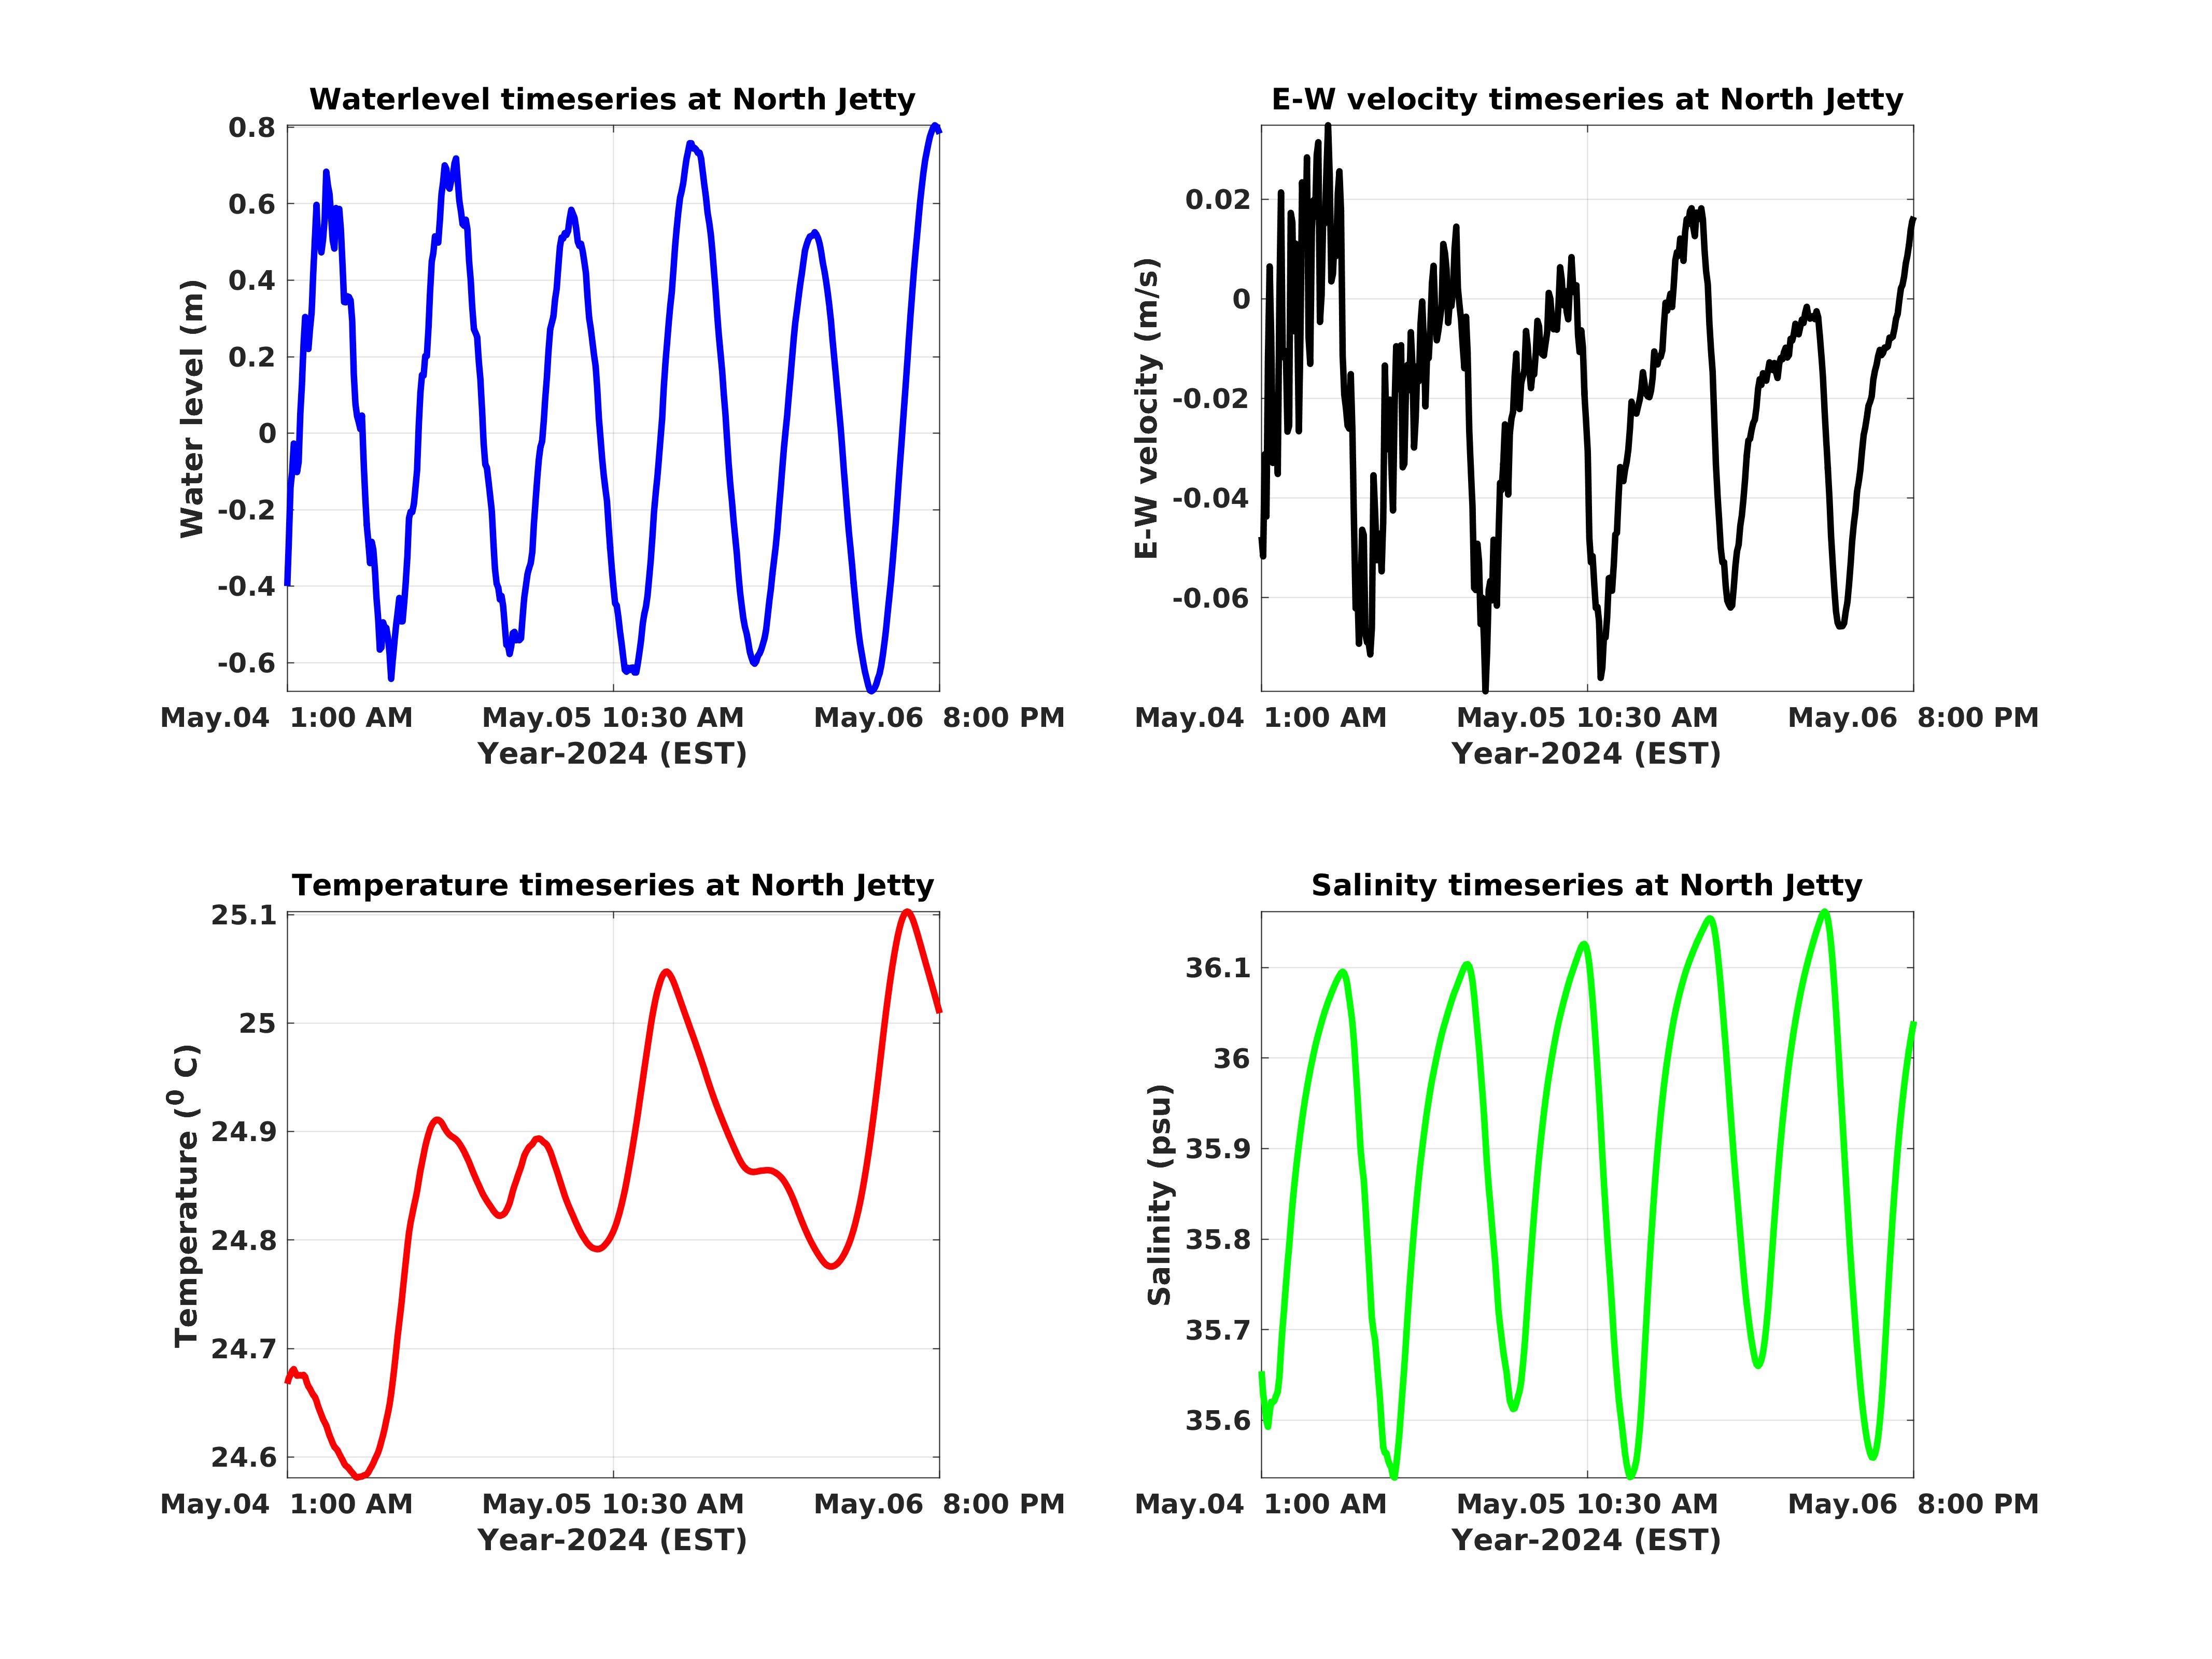 Waterlevel timeseries at North Jetty
0.8
0.6
0.4
0.2
0
-0.2
-0.4
-0.6
Water level (m)
May.04 1:00 AM May.05 10:30 AM May.06 8:00 PM
Year-2024 (EST)
E-W velocity timeseries at North Jetty
0.02
0
-0.02
-0.04
-0.06
E-W velocity (m/s)
May.04 1:00 AM May.05 10:30 AM May.06 8:00 PM
Year-2024 (EST)
Temperature timeseries at North Jetty
25.1
25
24.9
24.8
24.7
24.6
Temperature (⁰ C)
May.04 1:00 AM May.05 10:30 AM May.06 8:00 PM
Year-2024 (EST)
Salinity timeseries at North Jetty
36.1
36
35.9
35.8
35.7
35.6
Salinity (psu)
May.04 1:00 AM May.05 10:30 AM May.06 8:00 PM
Year-2024 (EST)